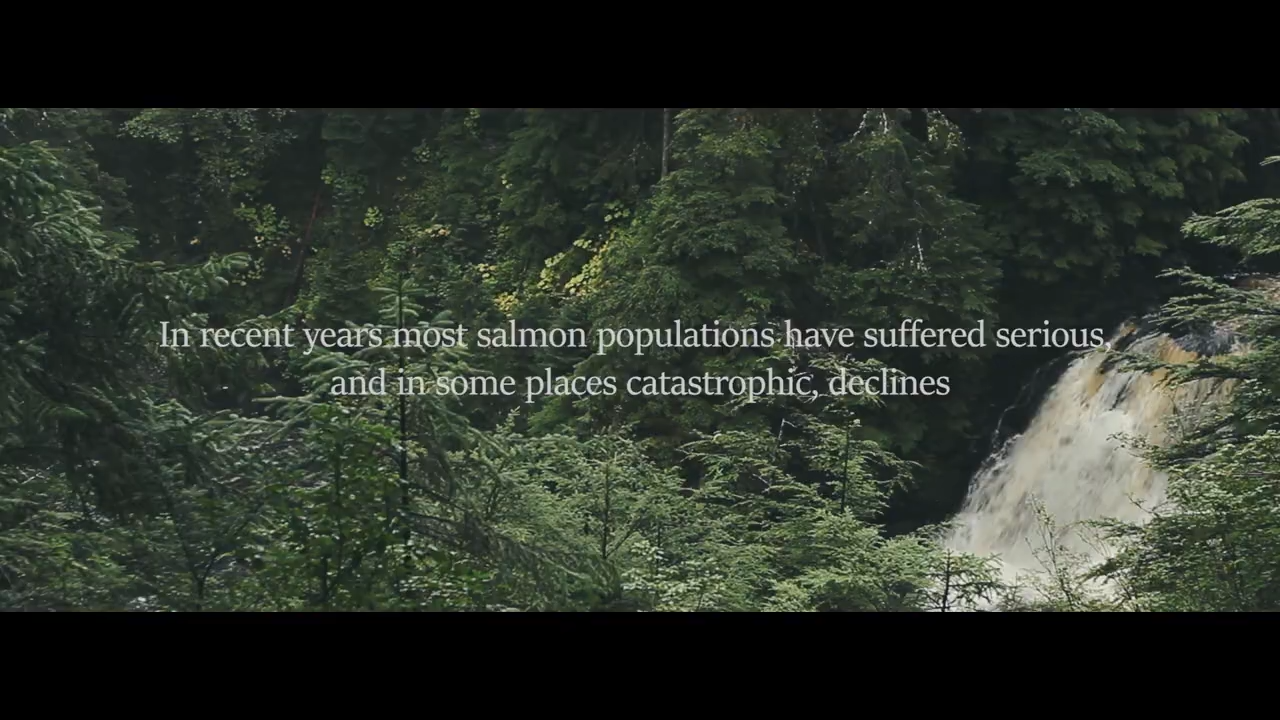 In recent years most salmon populations have suffered serious,
and in some places catastrophic, declines